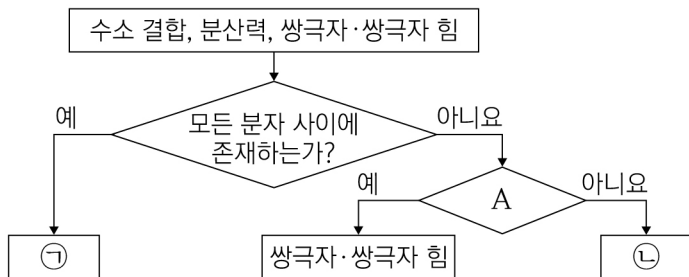 수소 결합, 분산력, 쌍극자·쌍극자 힘
모든 분자 사이에
존재하는가?
예
아니요
A
예
아니요
㉠
쌍극자·쌍극자 힘
㉡